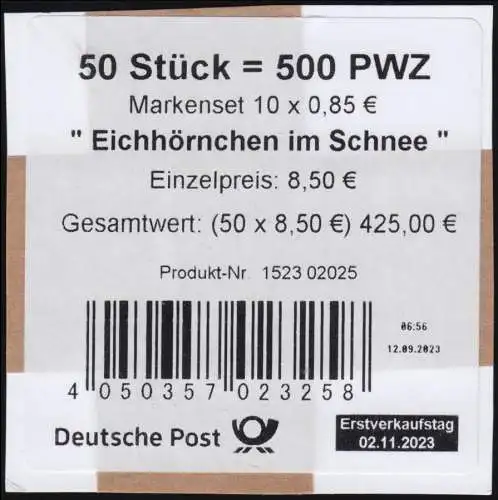 50 Stück = 500 PWZ
Markenset 10 x 0,85 €
" Eichhörnchen im Schnee "
Einzelpreis: 8,50 €
Gesamtwert: (50 x 8,50 €) 425,00 €
Produkt-Nr 1523 02025
06:56
12.09.2023
4 050357 023258
Deutsche Post
Erstverkaufstag
02.11.2023